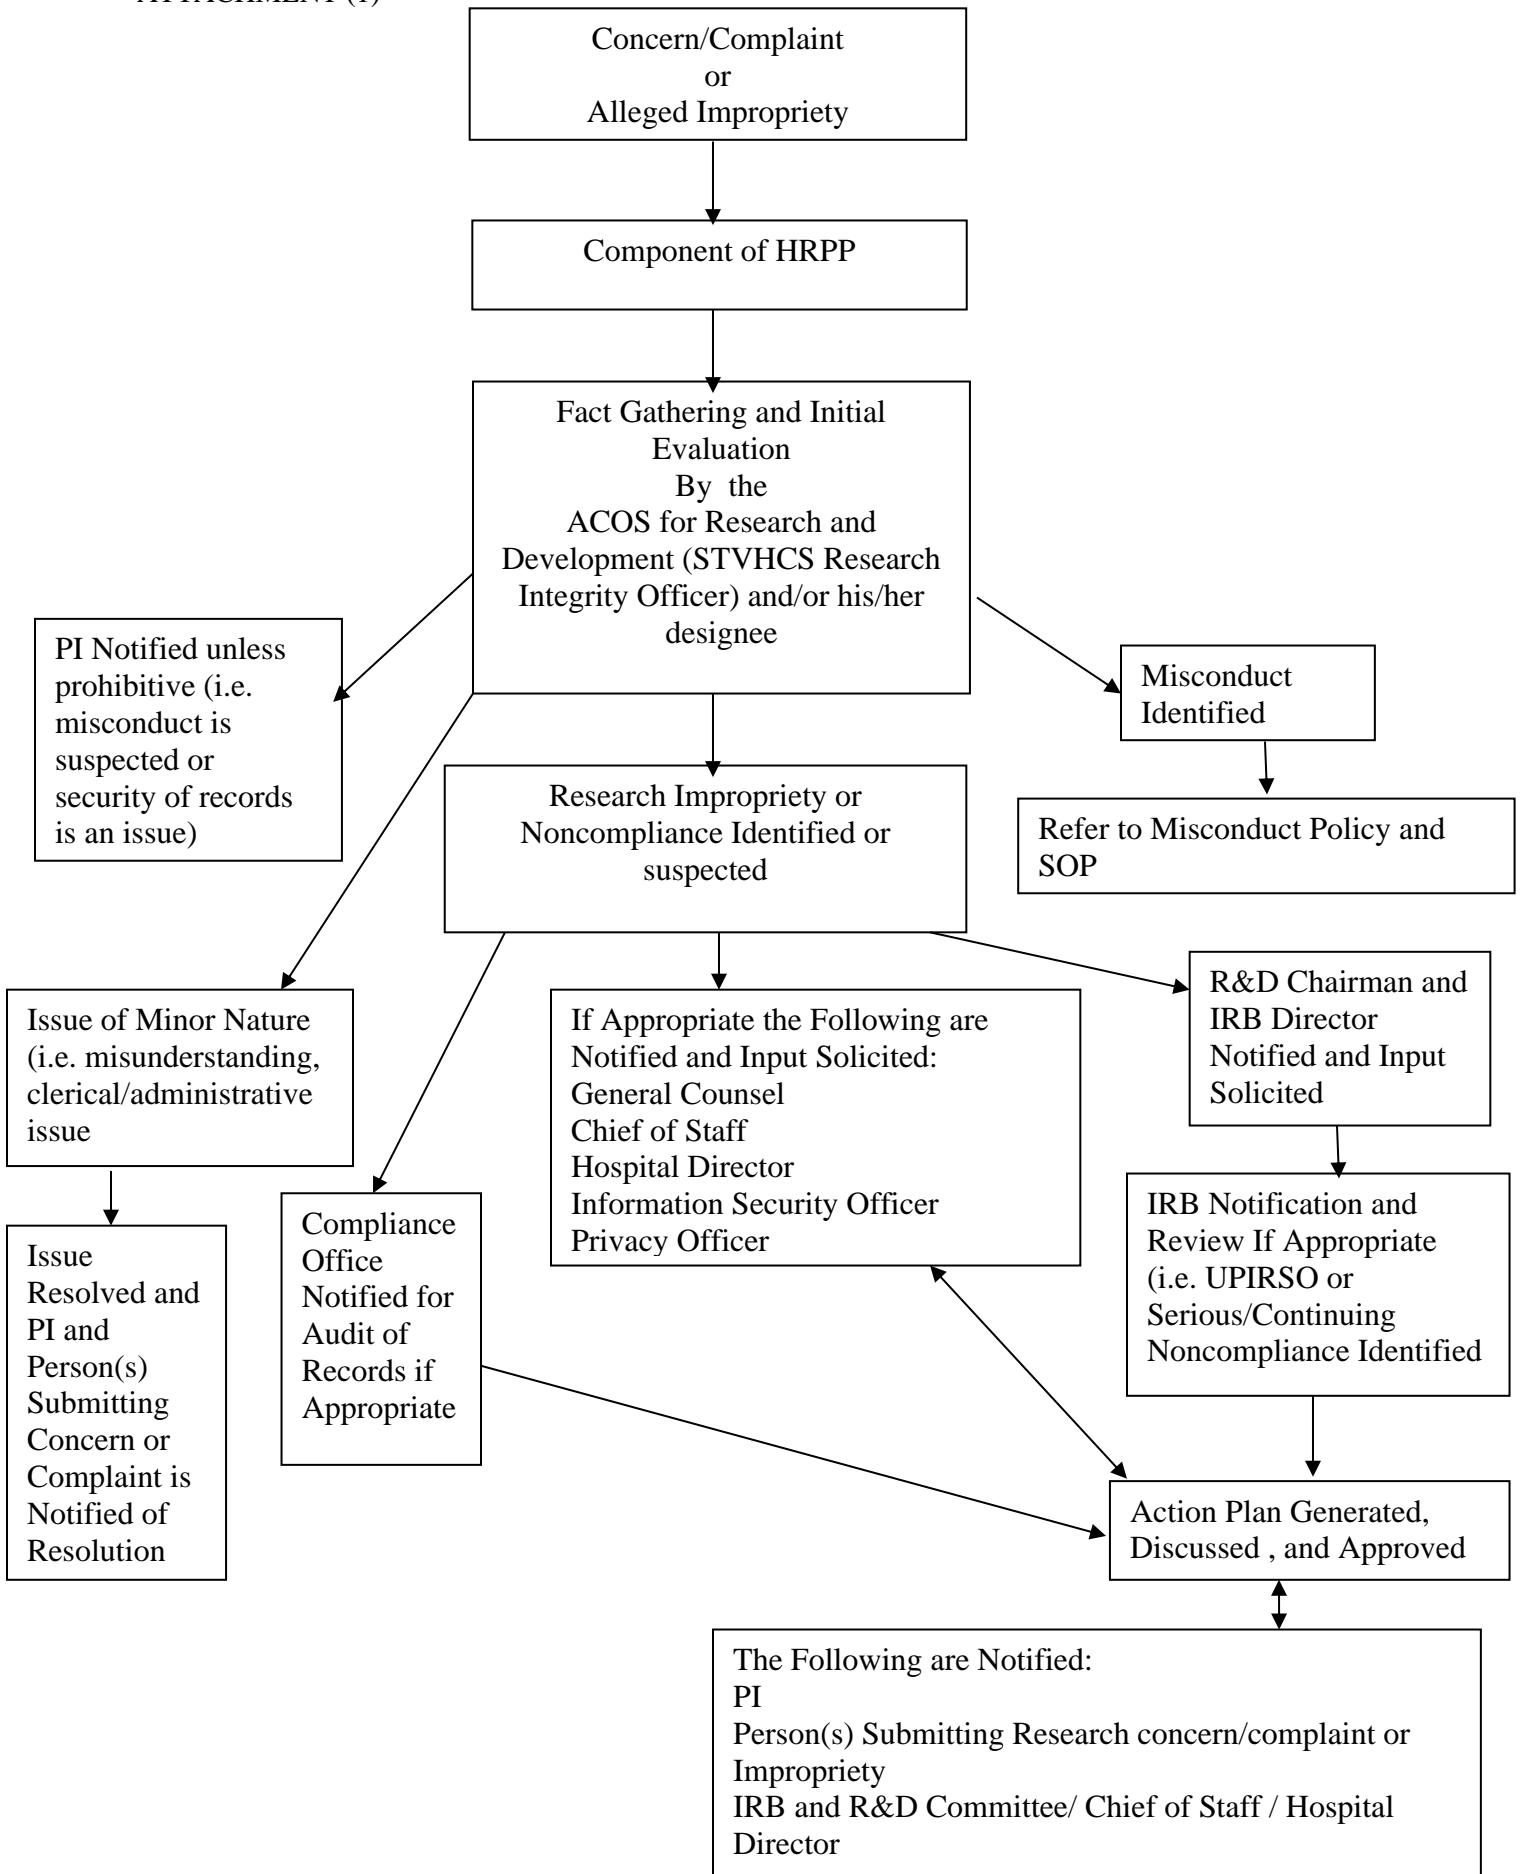 Concern/Complaint
or
Alleged Impropriety
Component of HRPP
Fact Gathering and Initial
Evaluation
By the
ACOS for Research and
Development (STVHCS Research
Integrity Officer) and/or his/her
designee
PI Notified unless
prohibitive (i.e.
misconduct is
suspected or
security of records
is an issue)
Misconduct
Identified
Research Impropriety or
Noncompliance Identified or
suspected
Refer to Misconduct Policy and
SOP
Issue of Minor Nature
(i.e. misunderstanding,
clerical/administrative
issue
If Appropriate the Following are
Notified and Input Solicited:
General Counsel
Chief of Staff
Hospital Director
Information Security Officer
Privacy Officer
R&D Chairman and
IRB Director
Notified and Input
Solicited
Issue
Resolved and
PI and
Person(s)
Submitting
Concern or
Complaint is
Notified of
Resolution
Compliance
Office
Notified for
Audit of
Records if
Appropriate
IRB Notification and
Review If Appropriate
(i.e. UPIRSO or
Serious/Continuing
Noncompliance Identified
Action Plan Generated,
Discussed , and Approved
The Following are Notified:
PI
Person(s) Submitting Research concern/complaint or
Impropriety
IRB and R&D Committee/ Chief of Staff / Hospital
Director